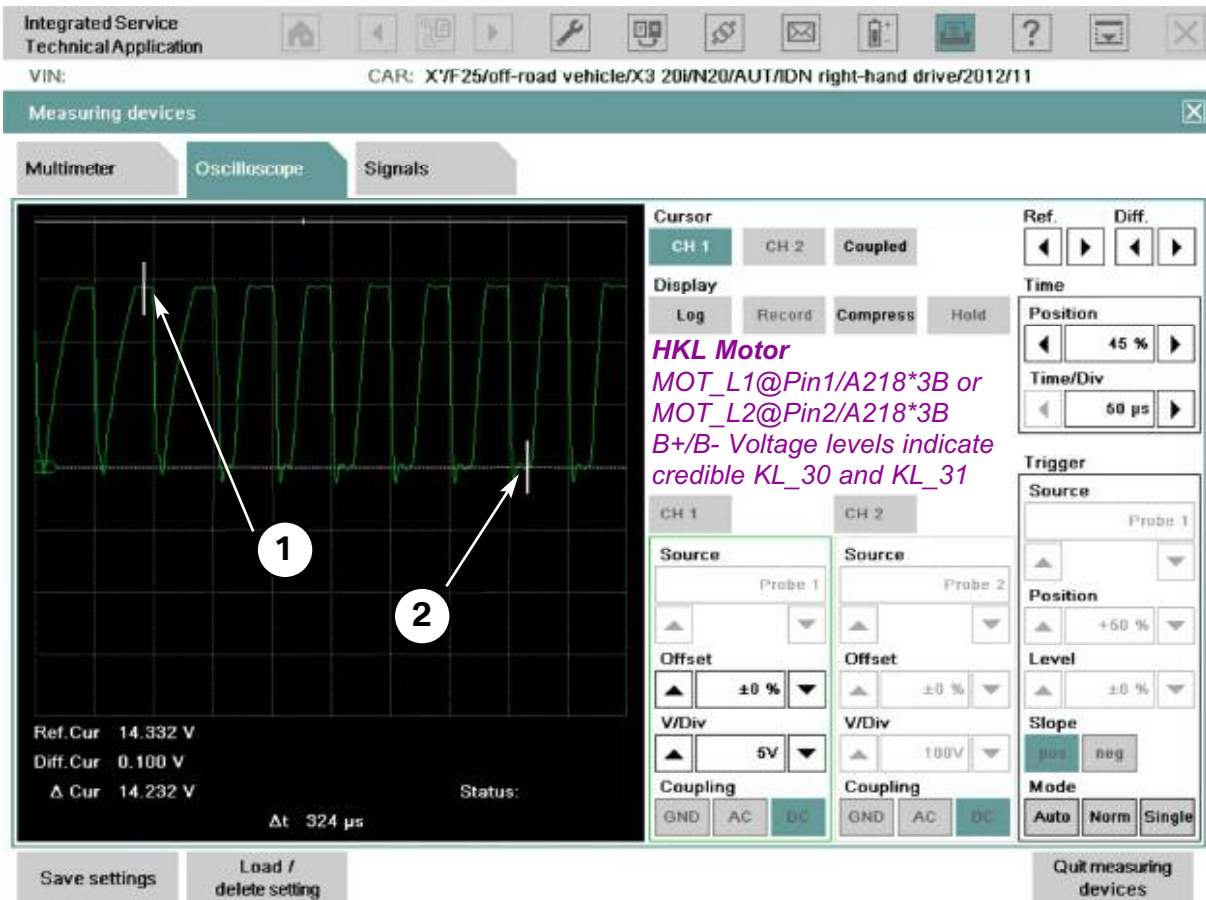 Integrated Service
Technical Application
?
VIN:
CAR: X'/F25/off-road vehicle/X3 20i/N20/AUT/IDN right-hand drive/2012/11
Measuring devices
Multimeter Oscilloscope Signals
Cursor
CH 1 CH 2 Coupled
Ref. Diff.
Display
Log Record Compress Hold
Time
Position
45 %
Time/Div
50 µs
HKL Motor
MOT_L1@Pin1/A218*3B or
MOT_L2@Pin2/A218*3B
B+/B- Voltage levels indicate
credible KL_30 and KL_31
Trigger
Source
Probe 1
Position
+50 %
Level
±0 %
Slope
pos neg
Mode
Auto Norm Single
CH 1
Source
Probe 1
Offset
±0 %
V/Div
5V
Coupling
GND AC DC
CH 2
Source
Probe 2
Offset
±0 %
V/Div
100V
Coupling
GND AC DC
1
2
Ref.Cur 14.332 V
Diff.Cur 0.100 V
Δ Cur 14.232 V
Status:
Δt 324 µs
Save settings
Load /
delete setting
Quit measuring
devices